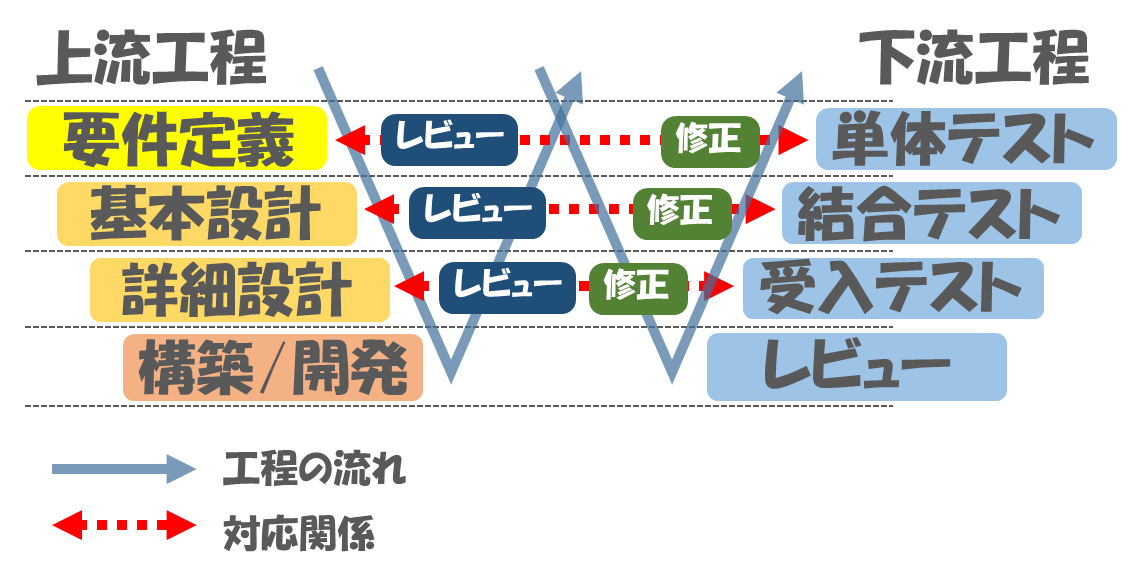 上流工程
下流工程
要件定義
レビュー
修正
単体テスト
基本設計
レビュー
修正
結合テスト
詳細設計
レビュー
修正
受入テスト
構築/開発
レビュー
工程の流れ
対応関係